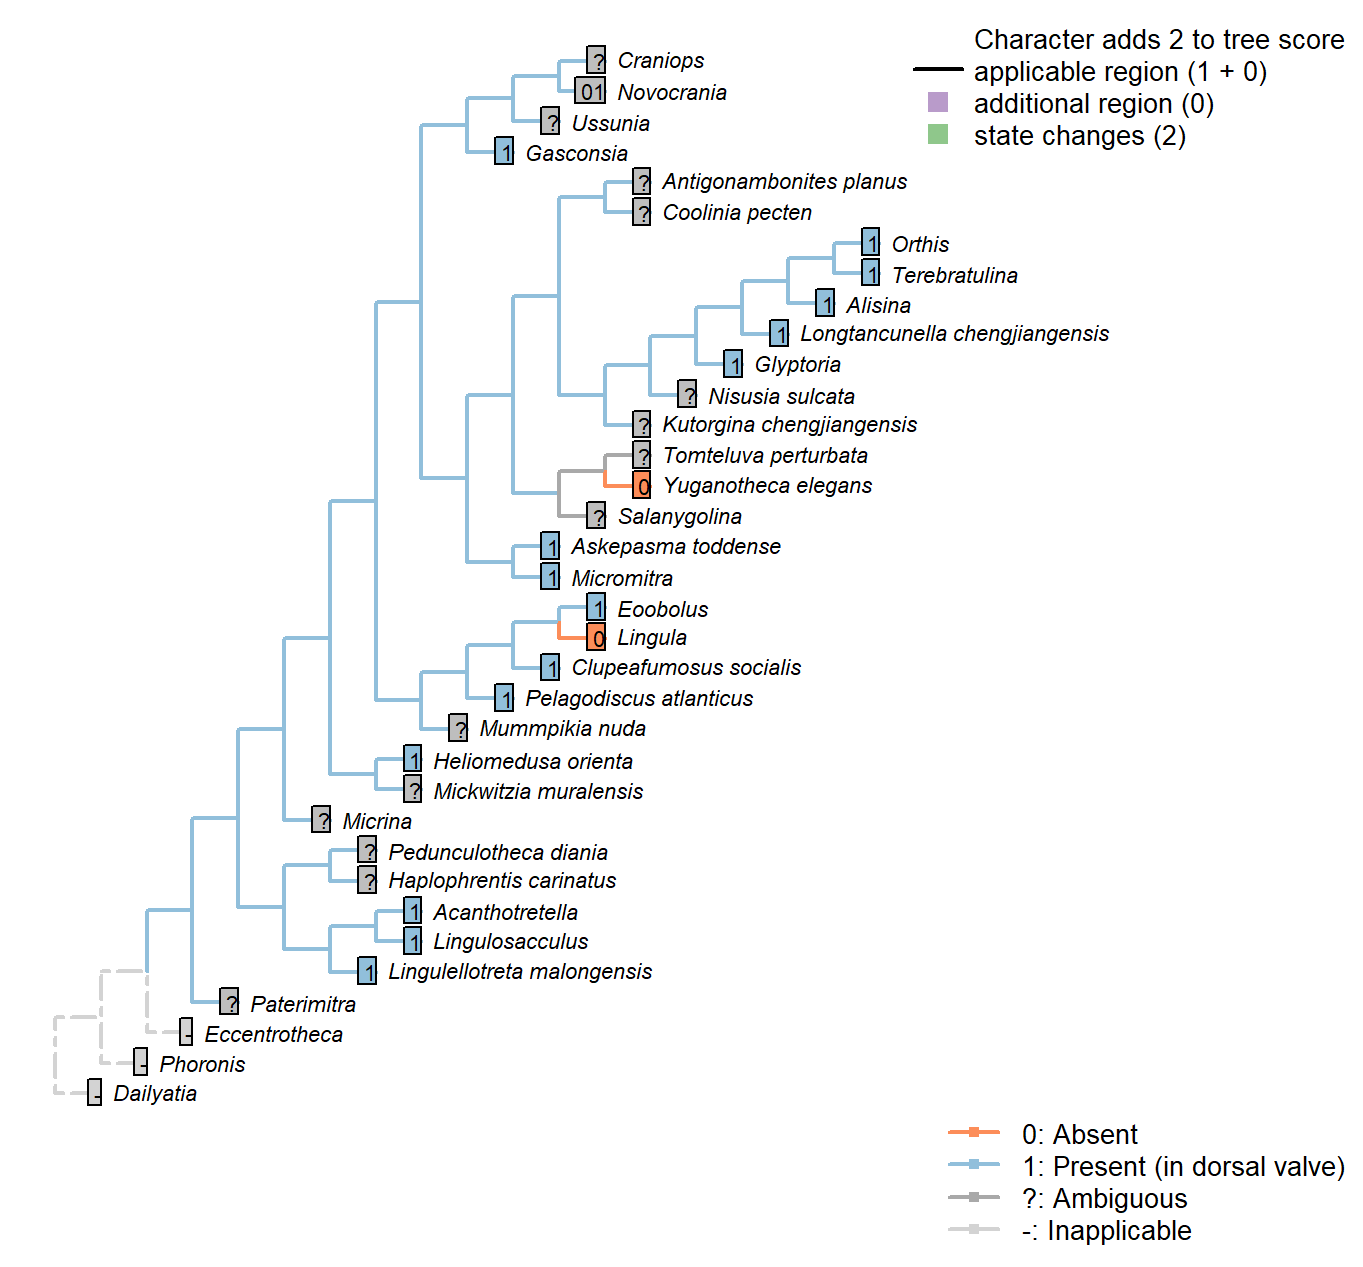 Character adds 2 to tree score
applicable region (1 + 0)
additional region (0)
state changes (2)
? Craniops
01 Novocrania
? Ussunia
1 Gasconsia
? Antigonambonites planus
? Coolinia pecten
1 Orthis
1 Terebratulina
1 Alisina
1 Longtancunella chengjiangensis
1 Glyptoria
? Nisusia sulcata
? Kutorgina chengjiangensis
? Tomteluva perturbata
0 Yuganotheca elegans
? Salanygolina
1 Askepasma toddense
1 Micromitra
1 Eoobolus
0 Lingula
1 Clupeafumosus socialis
1 Pelagodiscus atlanticus
? Mummpikia nuda
1 Heliomedusa orienta
? Mickwitzia muralensis
? Micrina
? Pedunculotheca diania
? Haplophrentis carinatus
1 Acanthotretella
1 Lingulosacculus
1 Lingulellotreta malongensis
? Paterimitra
- Eccentrotheca
- Phoronis
- Dailyatia
0: Absent
1: Present (in dorsal valve)
?: Ambiguous
-: Inapplicable